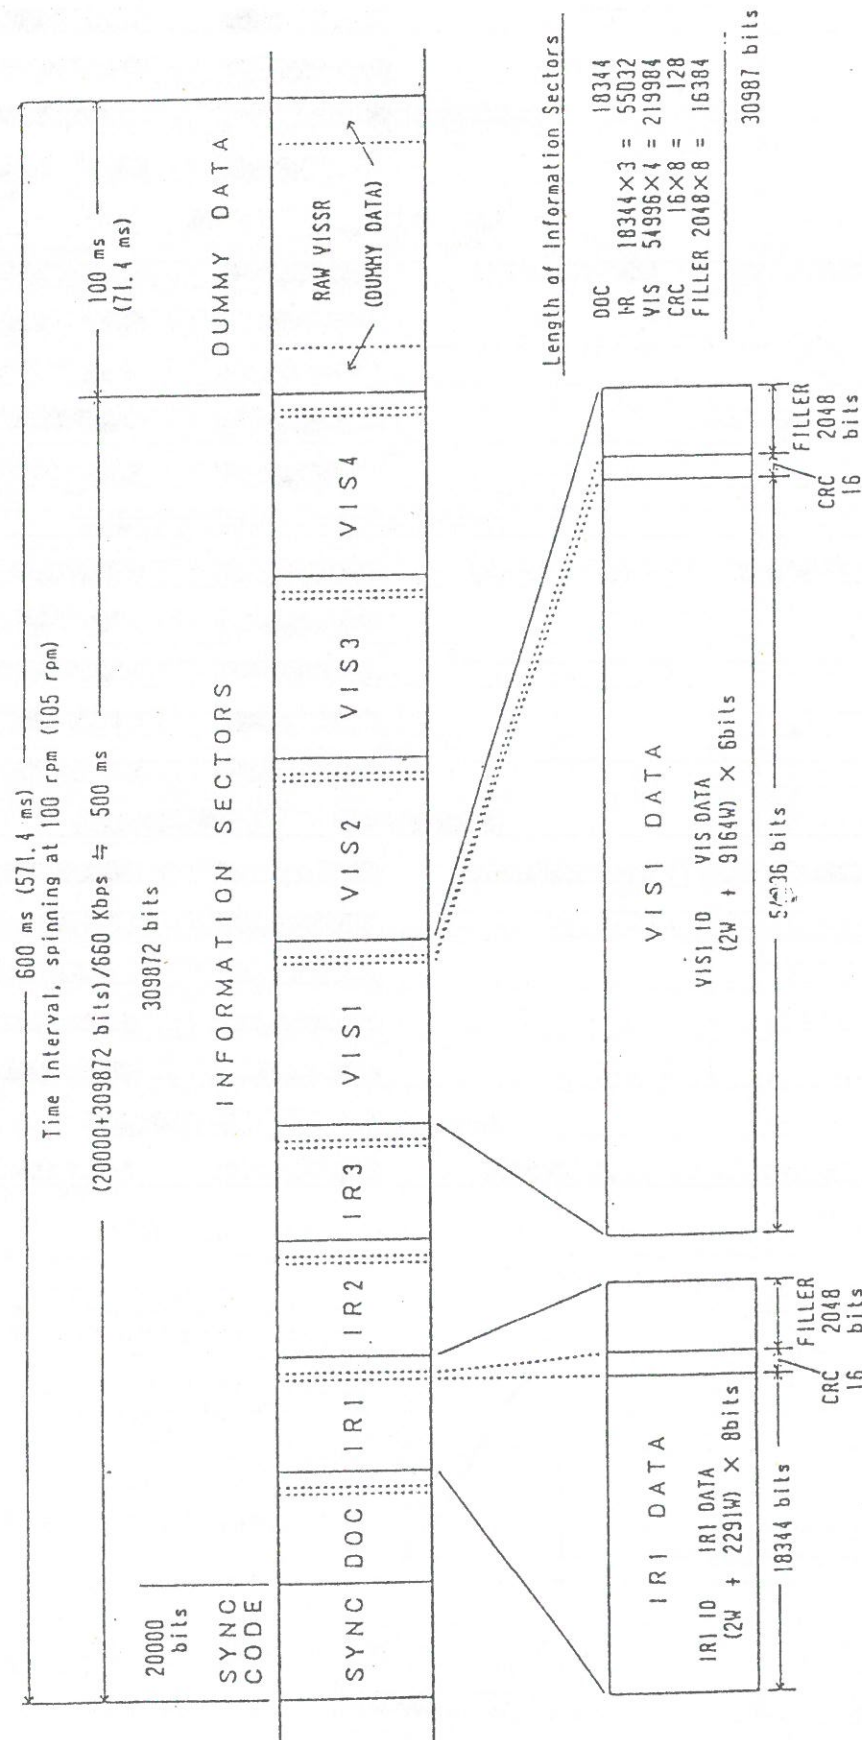 600 ms (571.4 ms)
Time Interval, spinning at 100 rpm (105 rpm)
(20000+309872 bits)/660 Kbps ≒ 500 ms
100 ms
(71.4 ms)
20000
bits
309872 bits
SYNC
CODE
INFORMATION SECTORS
DUMMY DATA
SYNC
DOC
IR1
IR2
IR3
VIS1
VIS2
VIS3
VIS4
RAW VISSR
(DUMMY DATA)
IR1 DATA
IR1 ID IR1 DATA
(2W + 2291W) × 8bits
18344 bits
CRC
16
FILLER
2048
bits
VIS1 DATA
VIS1 ID VIS DATA
(2W + 9164W) × 6bits
bits
CRC
16
FILLER
2048
bits
Length of Information Sectors
DOC 18344
IR 18344×3 = 55032
VIS 54996×4 = 219984
CRC 16×8 = 128
FILLER 2048×8 = 16384
30987 bits